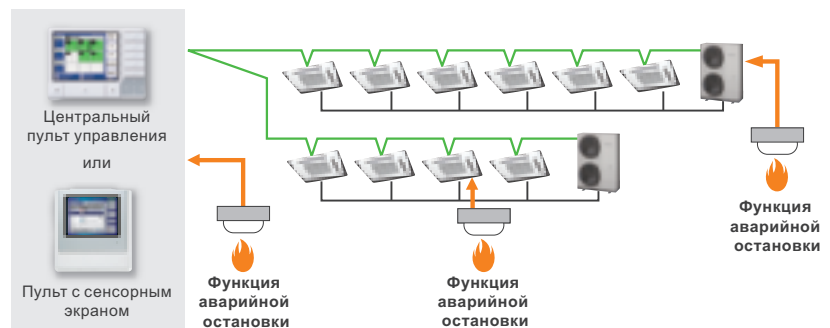 Центральный
пульт управления
или
Пульт с сенсорным
экраном
Функция
аварийной
остановки
Функция
аварийной
остановки
Функция
аварийной
остановки